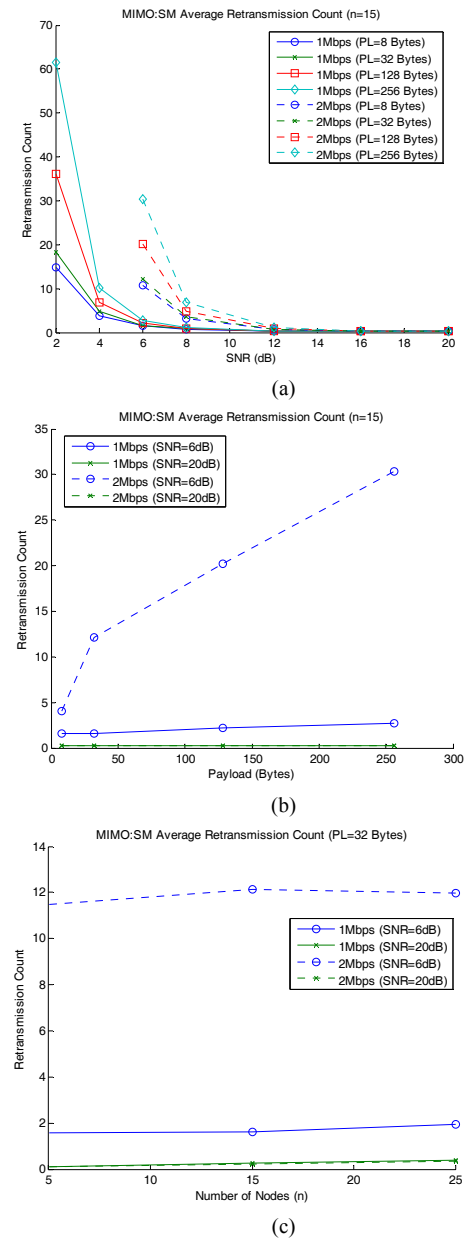 MIMO:SM Average Retransmission Count (n=15)
70
60
50
40
30
20
10
0
Retransmission Count
1Mbps (PL=8 Bytes)
1Mbps (PL=32 Bytes)
1Mbps (PL=128 Bytes)
1Mbps (PL=256 Bytes)
2Mbps (PL=8 Bytes)
2Mbps (PL=32 Bytes)
2Mbps (PL=128 Bytes)
2Mbps (PL=256 Bytes)
2 4 6 8 10 12 14 16 18 20
SNR (dB)
(a)
MIMO:SM Average Retransmission Count (n=15)
35
30
25
20
15
10
5
0
Retransmission Count
1Mbps (SNR=6dB)
1Mbps (SNR=20dB)
2Mbps (SNR=6dB)
2Mbps (SNR=20dB)
0 50 100 150 200 250 300
Payload (Bytes)
(b)
MIMO:SM Average Retransmission Count (PL=32 Bytes)
14
12
10
8
6
4
2
0
Retransmission Count
1Mbps (SNR=6dB)
1Mbps (SNR=20dB)
2Mbps (SNR=6dB)
2Mbps (SNR=20dB)
5 10 15 20 25
Number of Nodes (n)
(c)